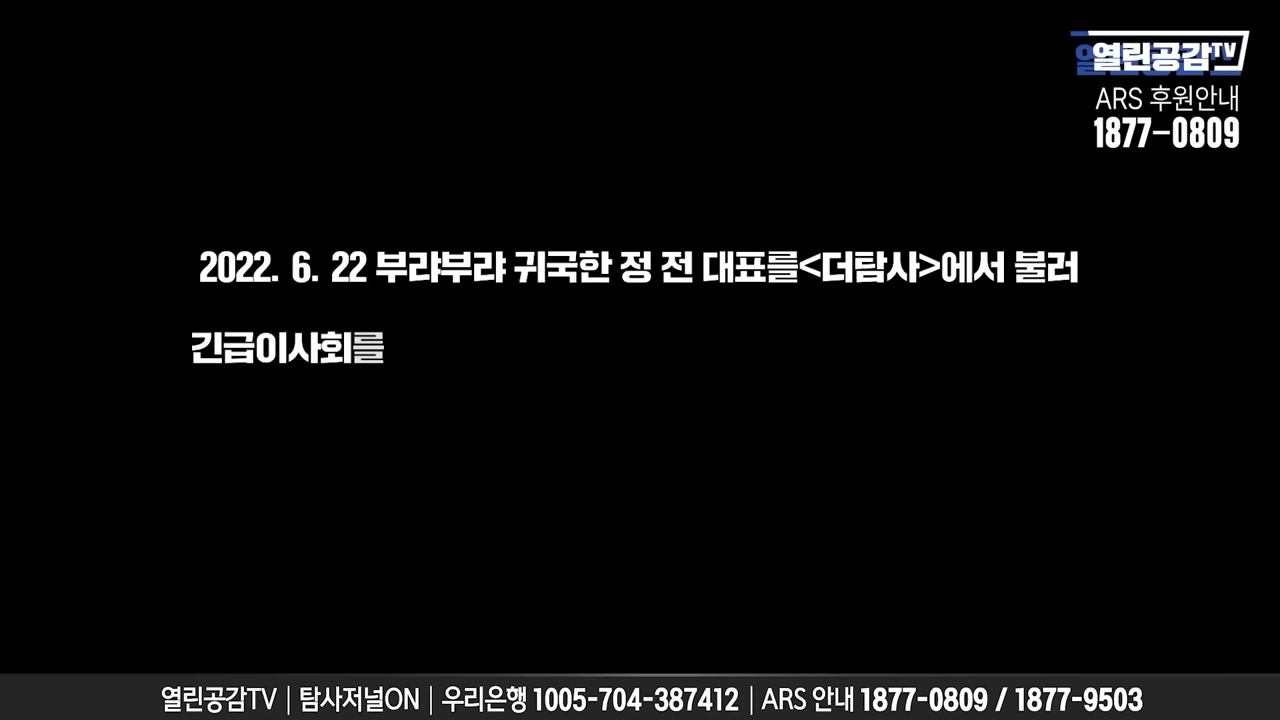 열린공감TV
ARS 후원안내
1877-0809
2022. 6. 22 부랴부랴 귀국한 정 전 대표를<더탐사>에서 불러
긴급이사회를
열린공감TV | 탐사저널ON | 우리은행 1005-704-387412 | ARS 안내 1877-0809 / 1877-9503